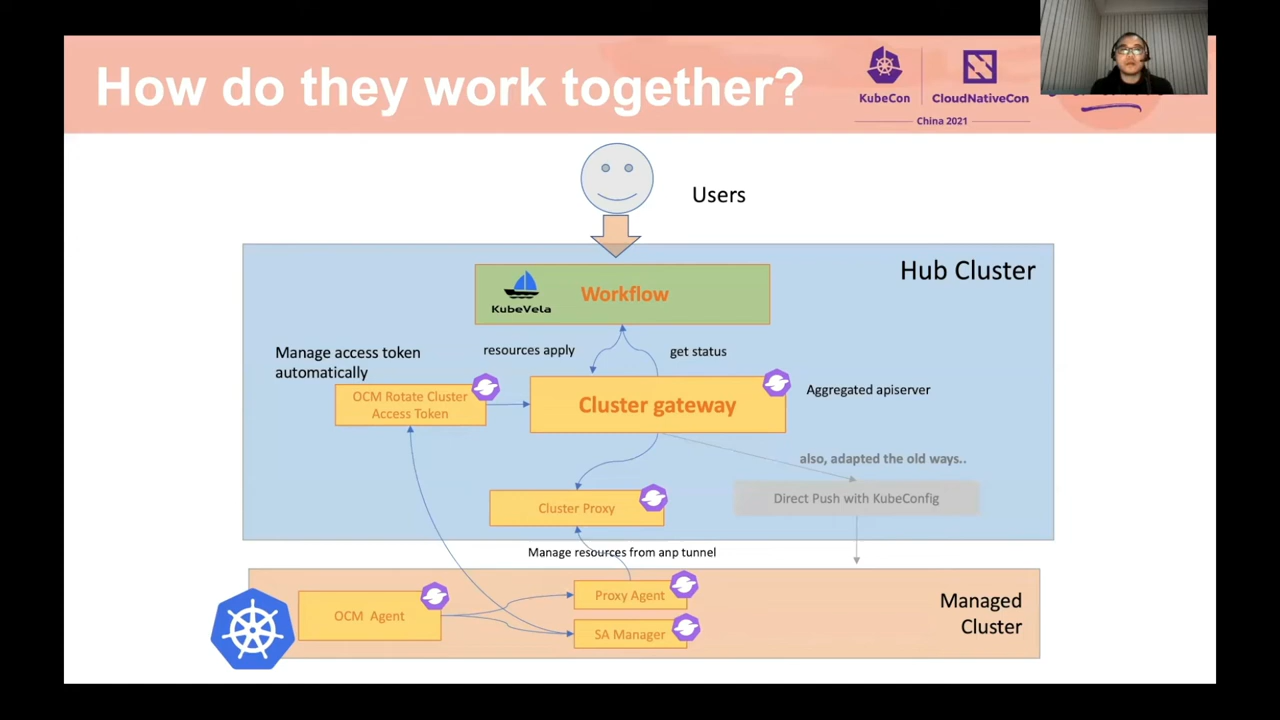 How do they work together?
KubeCon
CloudNativeCon
China 2021
Users
Hub Cluster
KubeVela
Workflow
Manage access token
automatically
resources apply
get status
OCM Rotate Cluster
Access Token
Cluster gateway
Aggregated apiserver
also, adapted the old ways..
Direct Push with KubeConfig
Cluster Proxy
Manage resources from anp tunnel
OCM Agent
Proxy Agent
SA Manager
Managed
Cluster